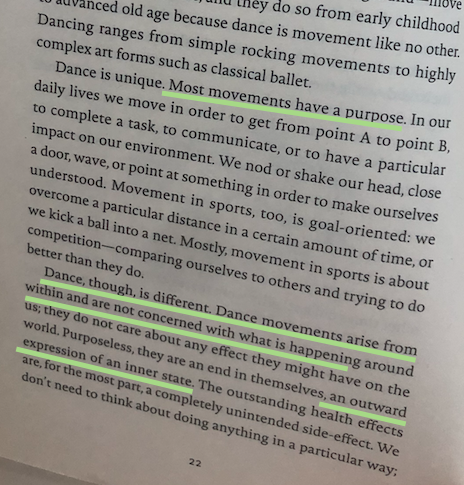 to advanced old age because dance is movement like no other.
Dancing ranges from simple rocking movements to highly
complex art forms such as classical ballet.
Dance is unique. Most movements have a purpose. In our
daily lives we move in order to get from point A to point B,
to complete a task, to communicate, or to have a particular
impact on our environment. We nod or shake our head, close
a door, wave, or point at something in order to make ourselves
understood. Movement in sports, too, is goal-oriented: we
overcome a particular distance in a certain amount of time, or
we kick a ball into a net. Mostly, movement in sports is about
competition—comparing ourselves to others and trying to do
better than they do.
Dance, though, is different. Dance movements arise from
within and are not concerned with what is happening around
us; they do not care about any effect they might have on the
world. Purposeless, they are an end in themselves, an outward
expression of an inner state. The outstanding health effects
are, for the most part, a completely unintended side-effect. We
don't need to think about doing anything in a particular way;
22